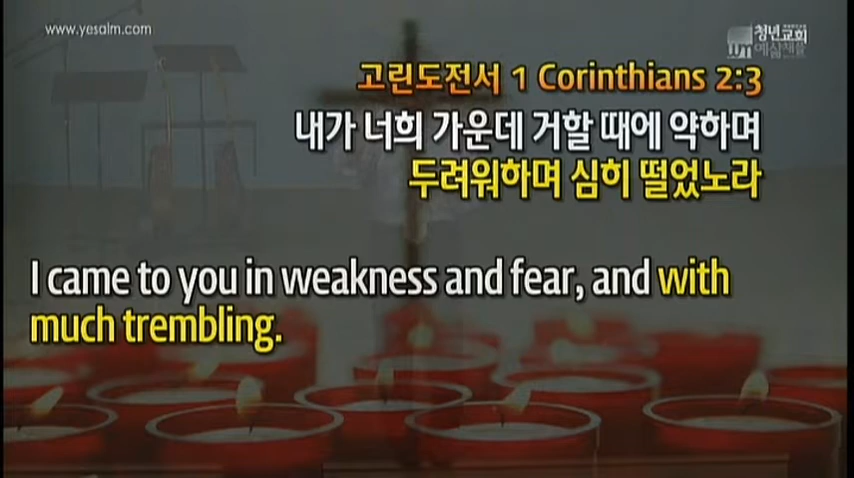 www.yesalm.com
청년교회
예삶채플
고린도전서 1 Corinthians 2:3
내가 너희 가운데 거할 때에 약하며
두려워하며 심히 떨었노라
I came to you in weakness and fear, and with
much trembling.